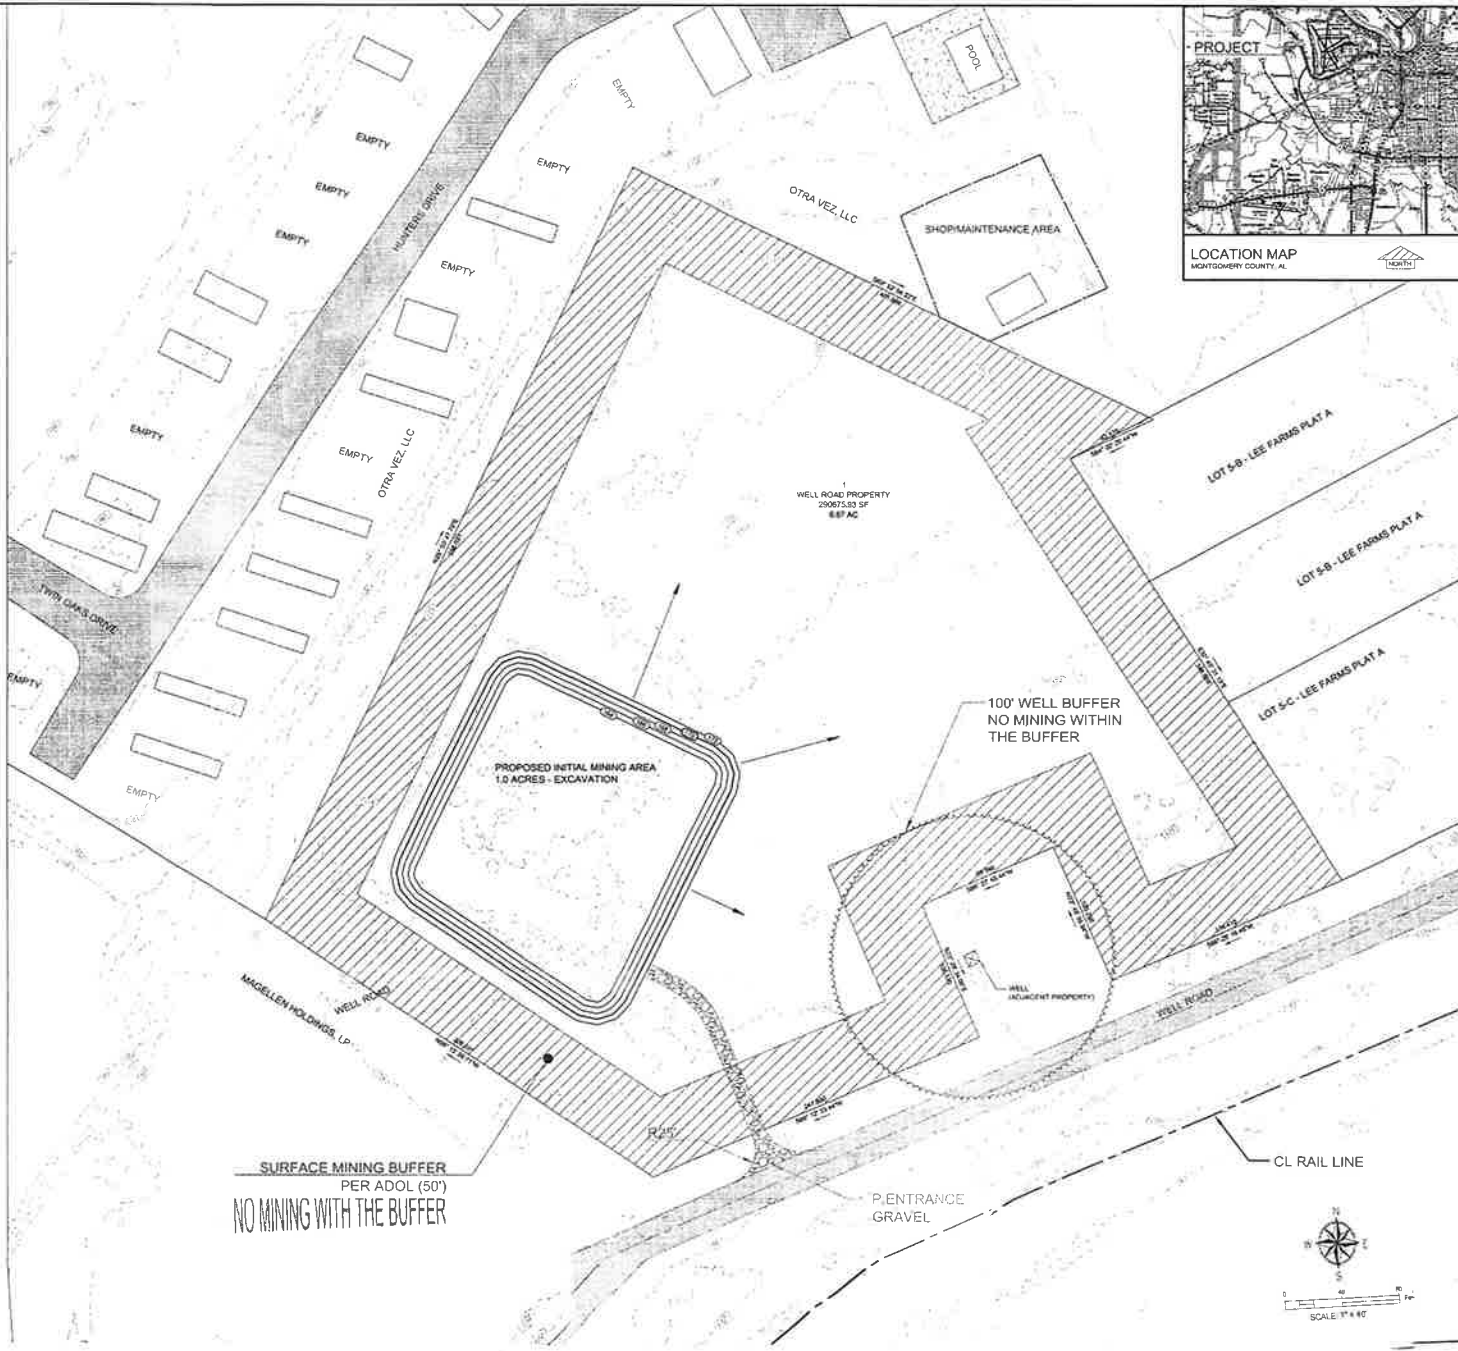 PROJECT
LOCATION MAP
MONTGOMERY COUNTY, AL
NORTH
POOL
EMPTY
EMPTY
EMPTY
EMPTY
EMPTY
HUNTERS DRIVE
EMPTY
OTRA VEZ, LLC
SHOP/MAINTENANCE AREA
EMPTY
EMPTY
EMPTY
OTRA VEZ, LLC
LOT 5-B - LEE FARMS PLAT A
1
WELL ROAD PROPERTY
290675.93 SF
6.67 AC
LOT 5-B - LEE FARMS PLAT A
TWIN OAKS DRIVE
EMPTY
LOT 5-C - LEE FARMS PLAT A
100' WELL BUFFER
NO MINING WITHIN
THE BUFFER
PROPOSED INITIAL MINING AREA
1.0 ACRES - EXCAVATION
EMPTY
WELL
(ADJACENT PROPERTY)
MAGELLEN HOLDINGS, LP
WELL ROAD
WELL ROAD
R25'
SURFACE MINING BUFFER
PER ADOL (50')
NO MINING WITH THE BUFFER
P.ENTRANCE
GRAVEL
CL RAIL LINE
N
W E
S
0 40 80
SCALE: 1" = 80'